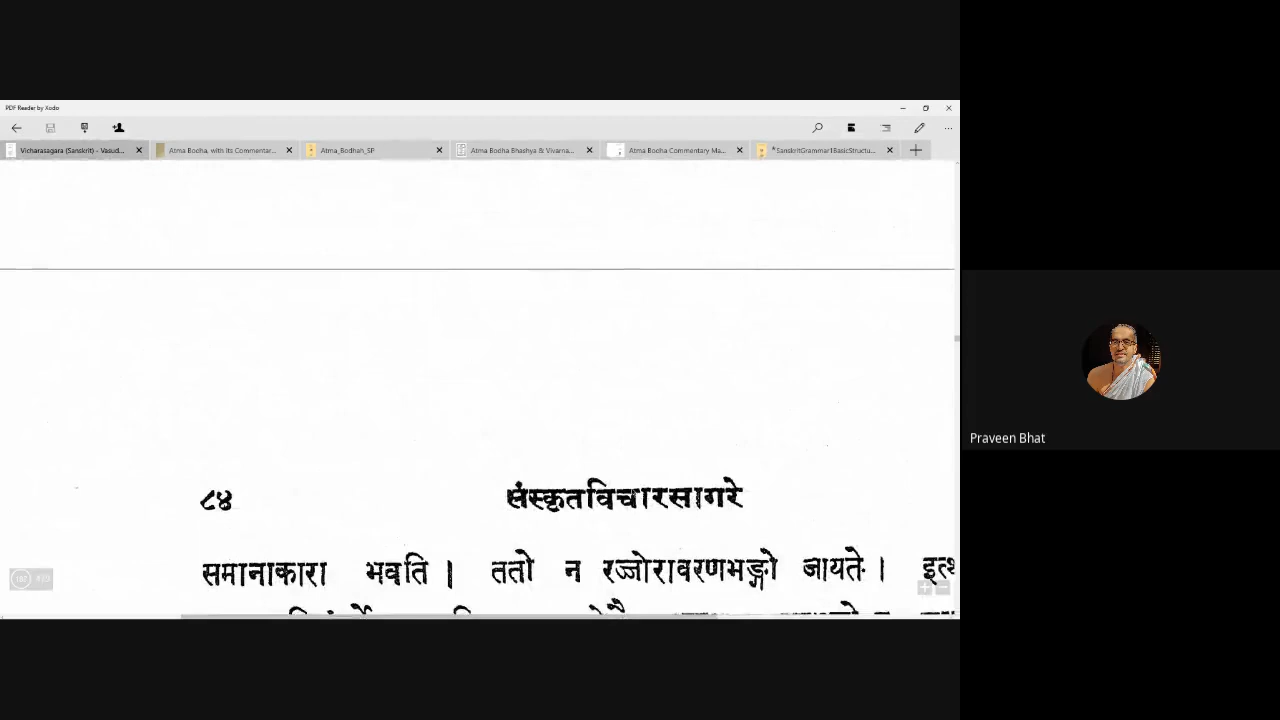 PDF Reader by Xodo
Vicharasagara (Sanskrit) - Vasud...
Atma Bodha, with Its Commentar...
Atma_Bodhah_SP
Atma Bodha Bhashya & Vivarna...
Atma Bodha Commentary Ma...
*SanskritGrammar1BasicStructu...
८४ संस्कृतविचारसागरे
समानाकारा भवति । ततो न रज्जोरावरणभङ्गो जायते । इत्थ
Praveen Bhat